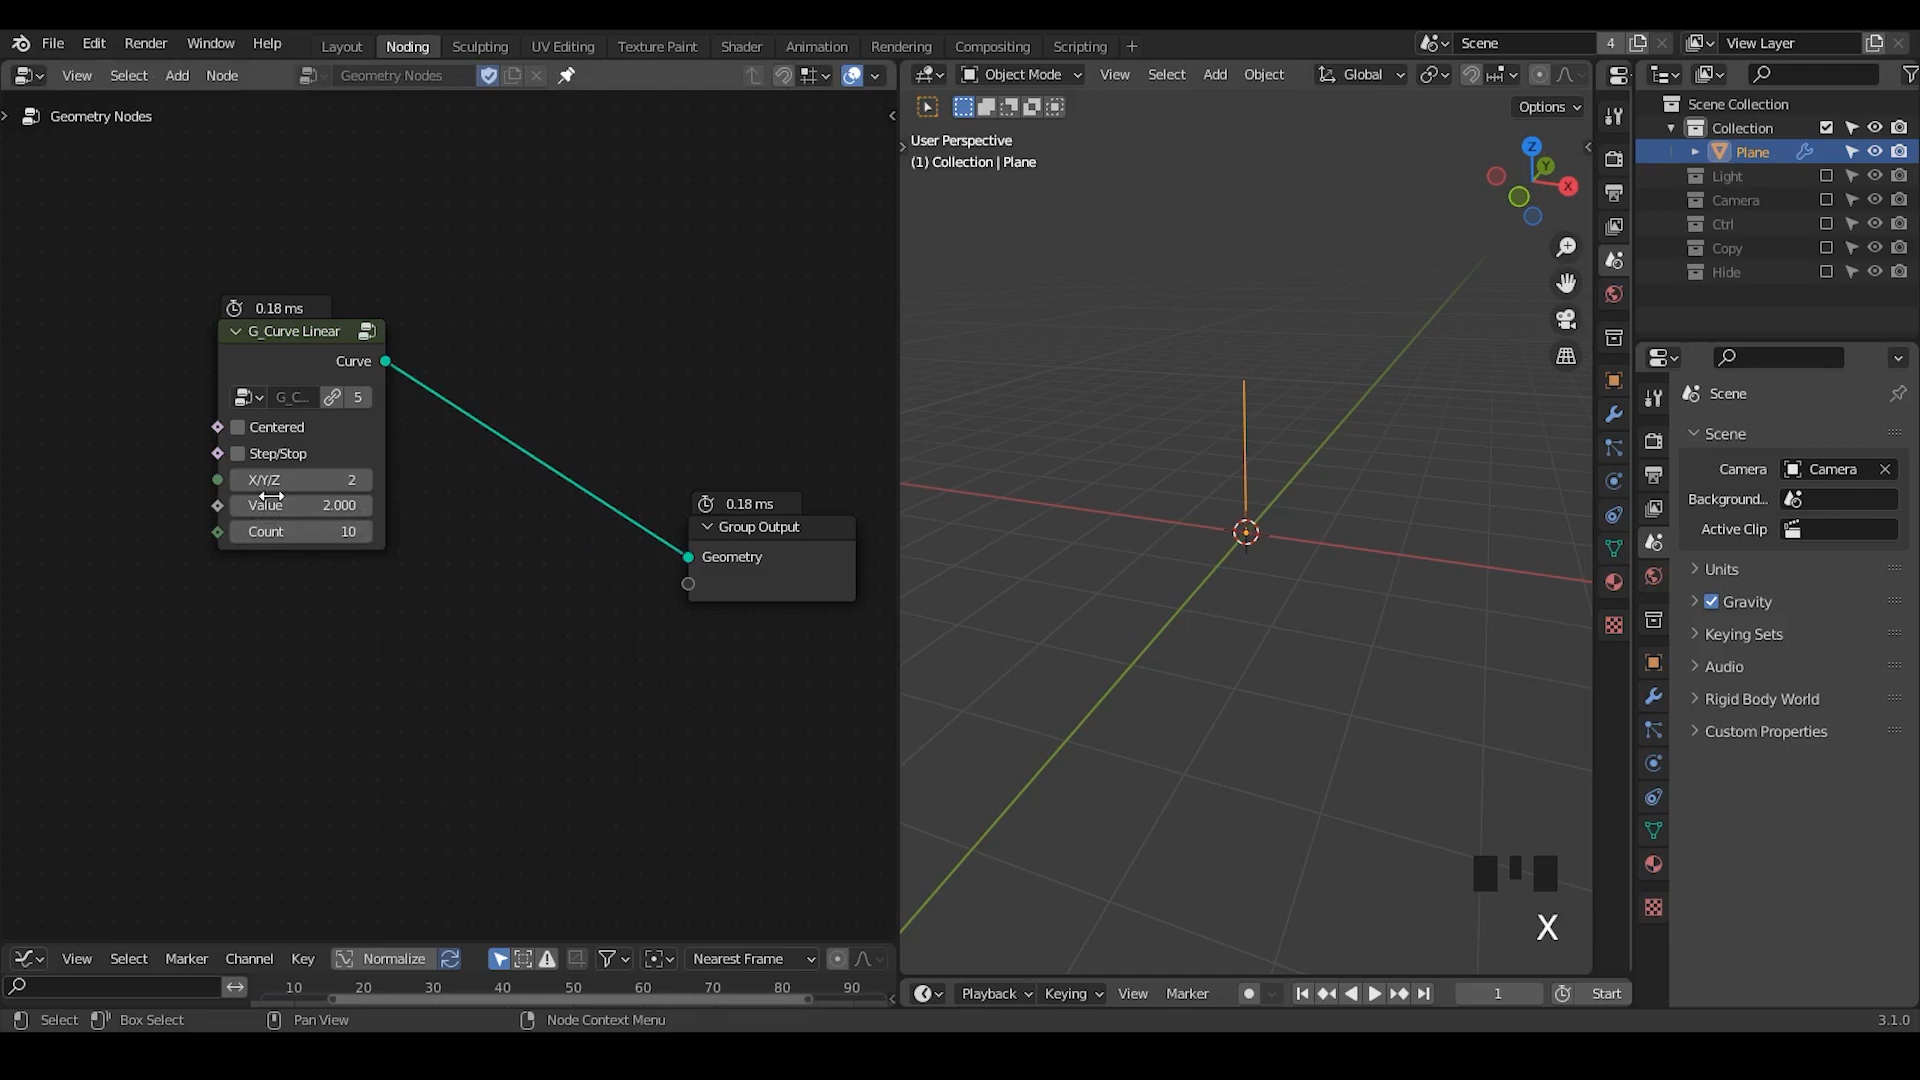 File Edit Render Window Help Layout Noding Sculpting UV Editing Texture Paint Shader Animation Rendering Compositing Scripting + Scene 4 View Layer
View Select Add Node Geometry Nodes Object Mode View Select Add Object Global
Geometry Nodes
Options
User Perspective
(1) Collection | Plane
Z
Y
X
0.18 ms
G_Curve Linear
Curve
G_C... 5
Centered
Step/Stop
X/Y/Z 2
Value 2.000
Count 10
0.18 ms
Group Output
Geometry
X
Scene Collection
Collection
Plane
Light
Camera
Ctrl
Copy
Hide
Scene
Scene
Camera Camera
Background...
Active Clip
Units
Gravity
Keying Sets
Audio
Rigid Body World
Custom Properties
View Select Marker Channel Key Normalize Nearest Frame
10 20 30 40 50 60 70 80 90
Playback Keying View Marker 1 Start
Select Box Select Pan View Node Context Menu 3.1.0